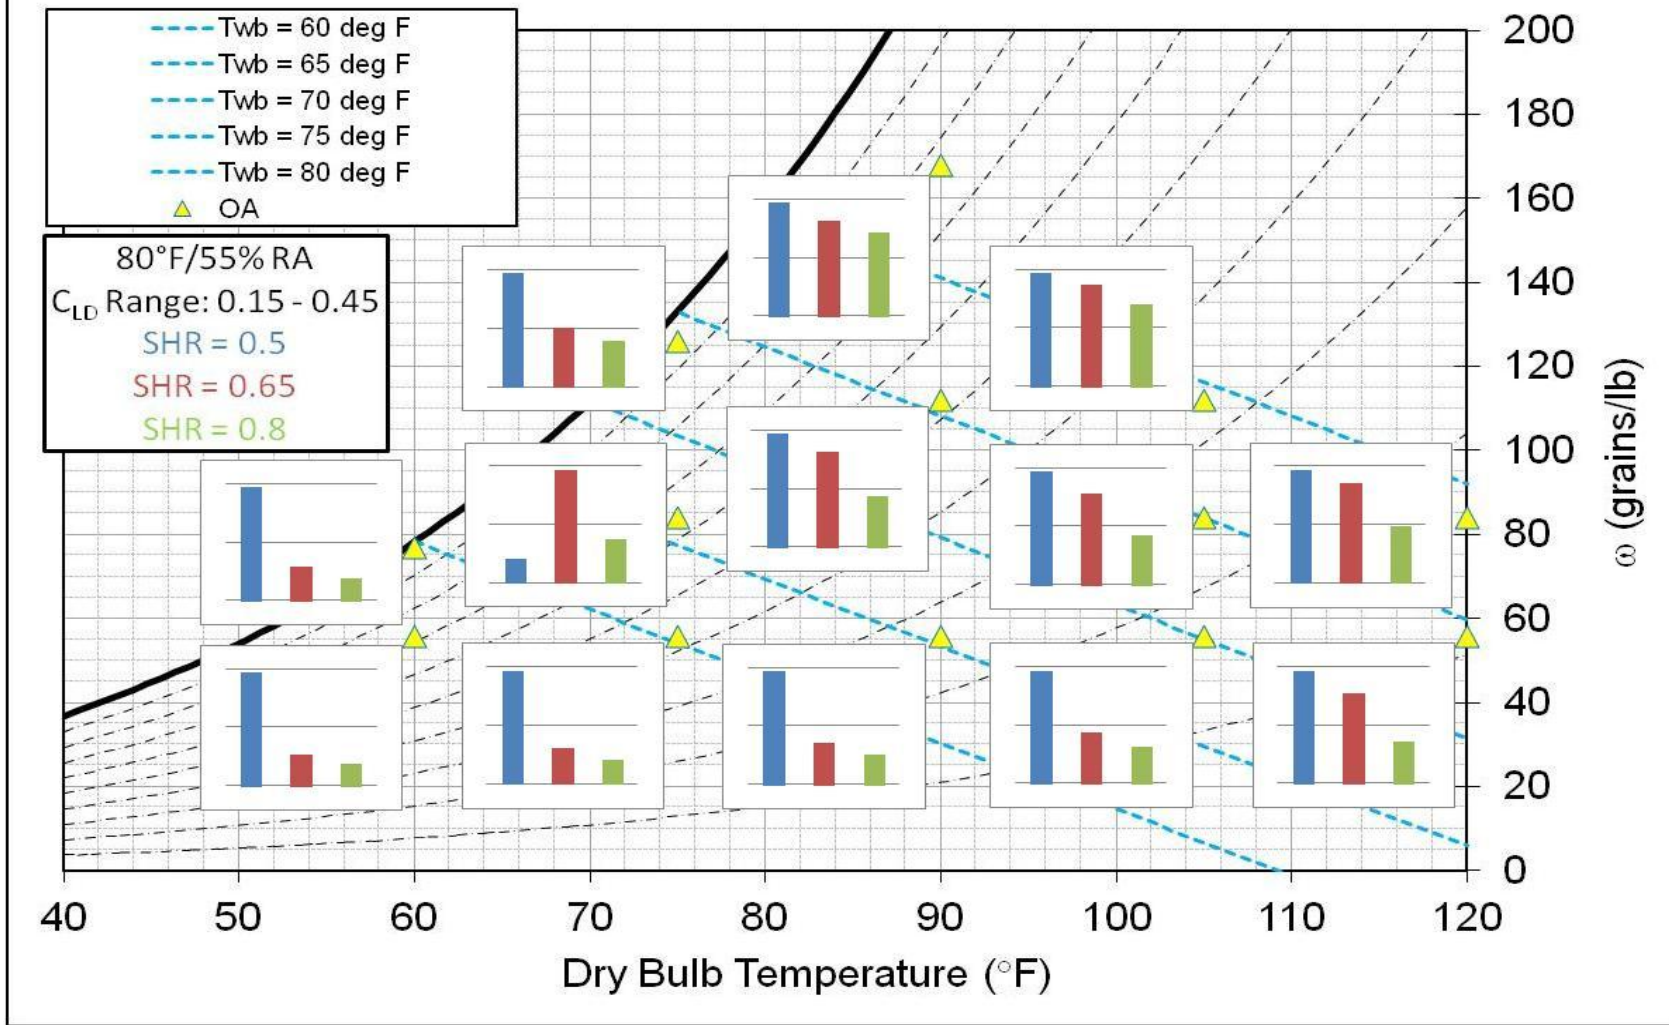 Twb = 60 deg F
Twb = 65 deg F
Twb = 70 deg F
Twb = 75 deg F
Twb = 80 deg F
OA
80°F/55% RA
CLD Range: 0.15 - 0.45
SHR = 0.5
SHR = 0.65
SHR = 0.8
200
180
160
140
120
100
80
60
40
20
0
ω (grains/lb)
40 50 60 70 80 90 100 110 120
Dry Bulb Temperature (°F)